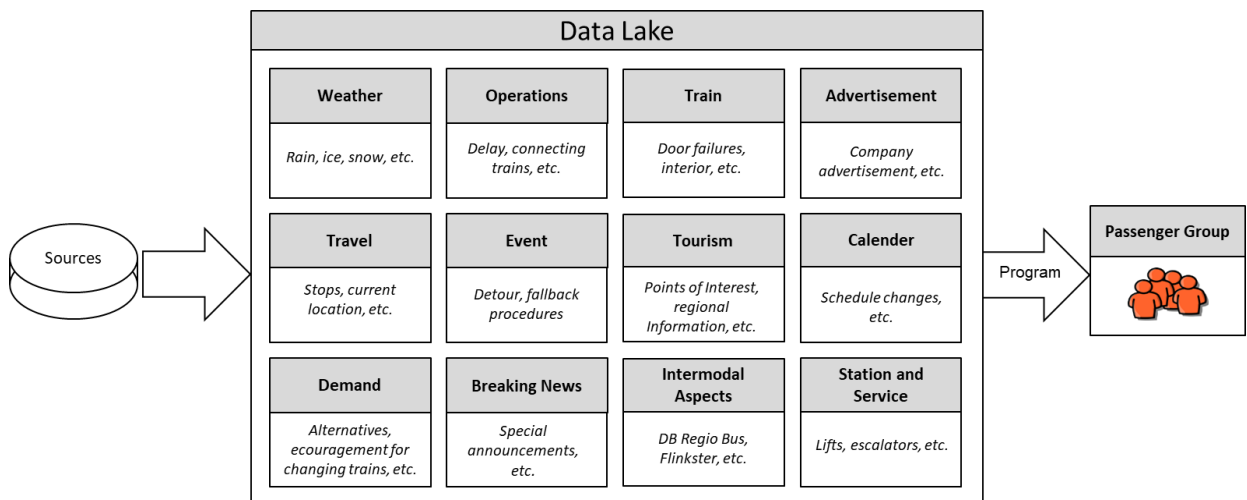 Data Lake
Weather
Rain, ice, snow, etc.
Operations
Delay, connecting
trains, etc.
Train
Door failures,
interior, etc.
Advertisement
Company
advertisement, etc.
Sources
Travel
Stops, current
location, etc.
Event
Detour, fallback
procedures
Tourism
Points of Interest,
regional
Information, etc.
Calender
Schedule changes,
etc.
Program
Passenger Group
Demand
Alternatives,
ecouragement for
changing trains, etc.
Breaking News
Special
announcements,
etc.
Intermodal
Aspects
DB Regio Bus,
Flinkster, etc.
Station and
Service
Lifts, escalators, etc.